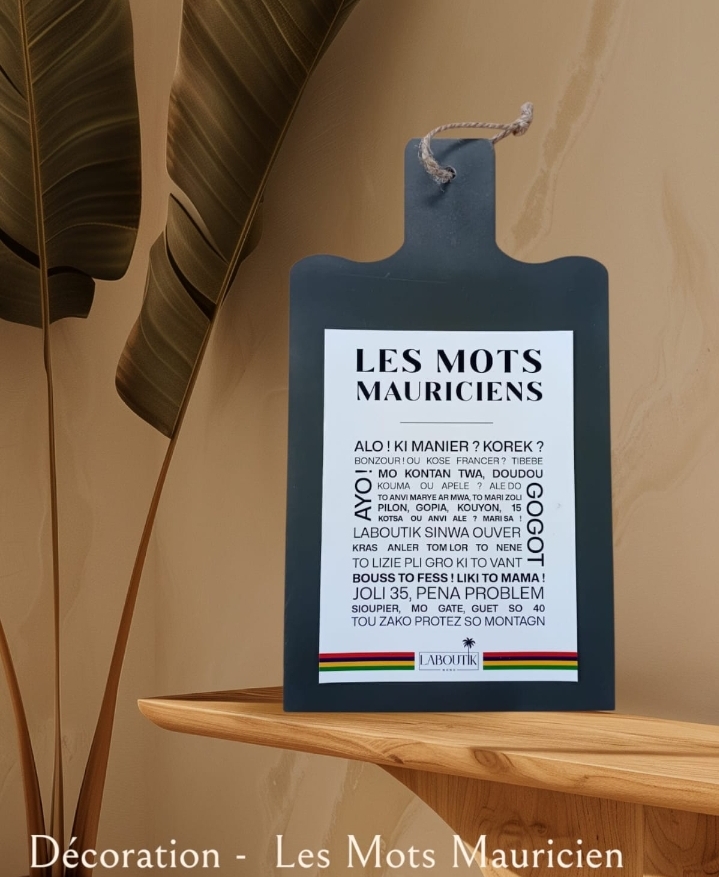 LES MOTS
MAURICIENS
ALO ! KI MANIER ? KOREK ?
BONZOUR ! OU KOSE FRANCER ? TIBEBE
AYO!
MO KONTAN TWA, DOUDOU
KOUMA OU APELE ? ALE DO
TO ANVI MARYE AR MWA, TO MARI ZOLI
PILON, GOPIA, KOUYON, 15
KOTSA OU ANVI ALE ? MARI SA !
GOGOT
LABOUTIK SINWA OUVER
KRAS ANLER TOM LOR TO NENE
TO LIZIE PLI GRO KI TO VANT
BOUSS TO FESS ! LIKI TO MAMA !
JOLI 35, PENA PROBLEM
SIOUPIER, MO GATE, GUET SO 40
TOU ZAKO PROTEZ SO MONTAGN
LABOUTIK
Décoration - Les Mots Mauricien